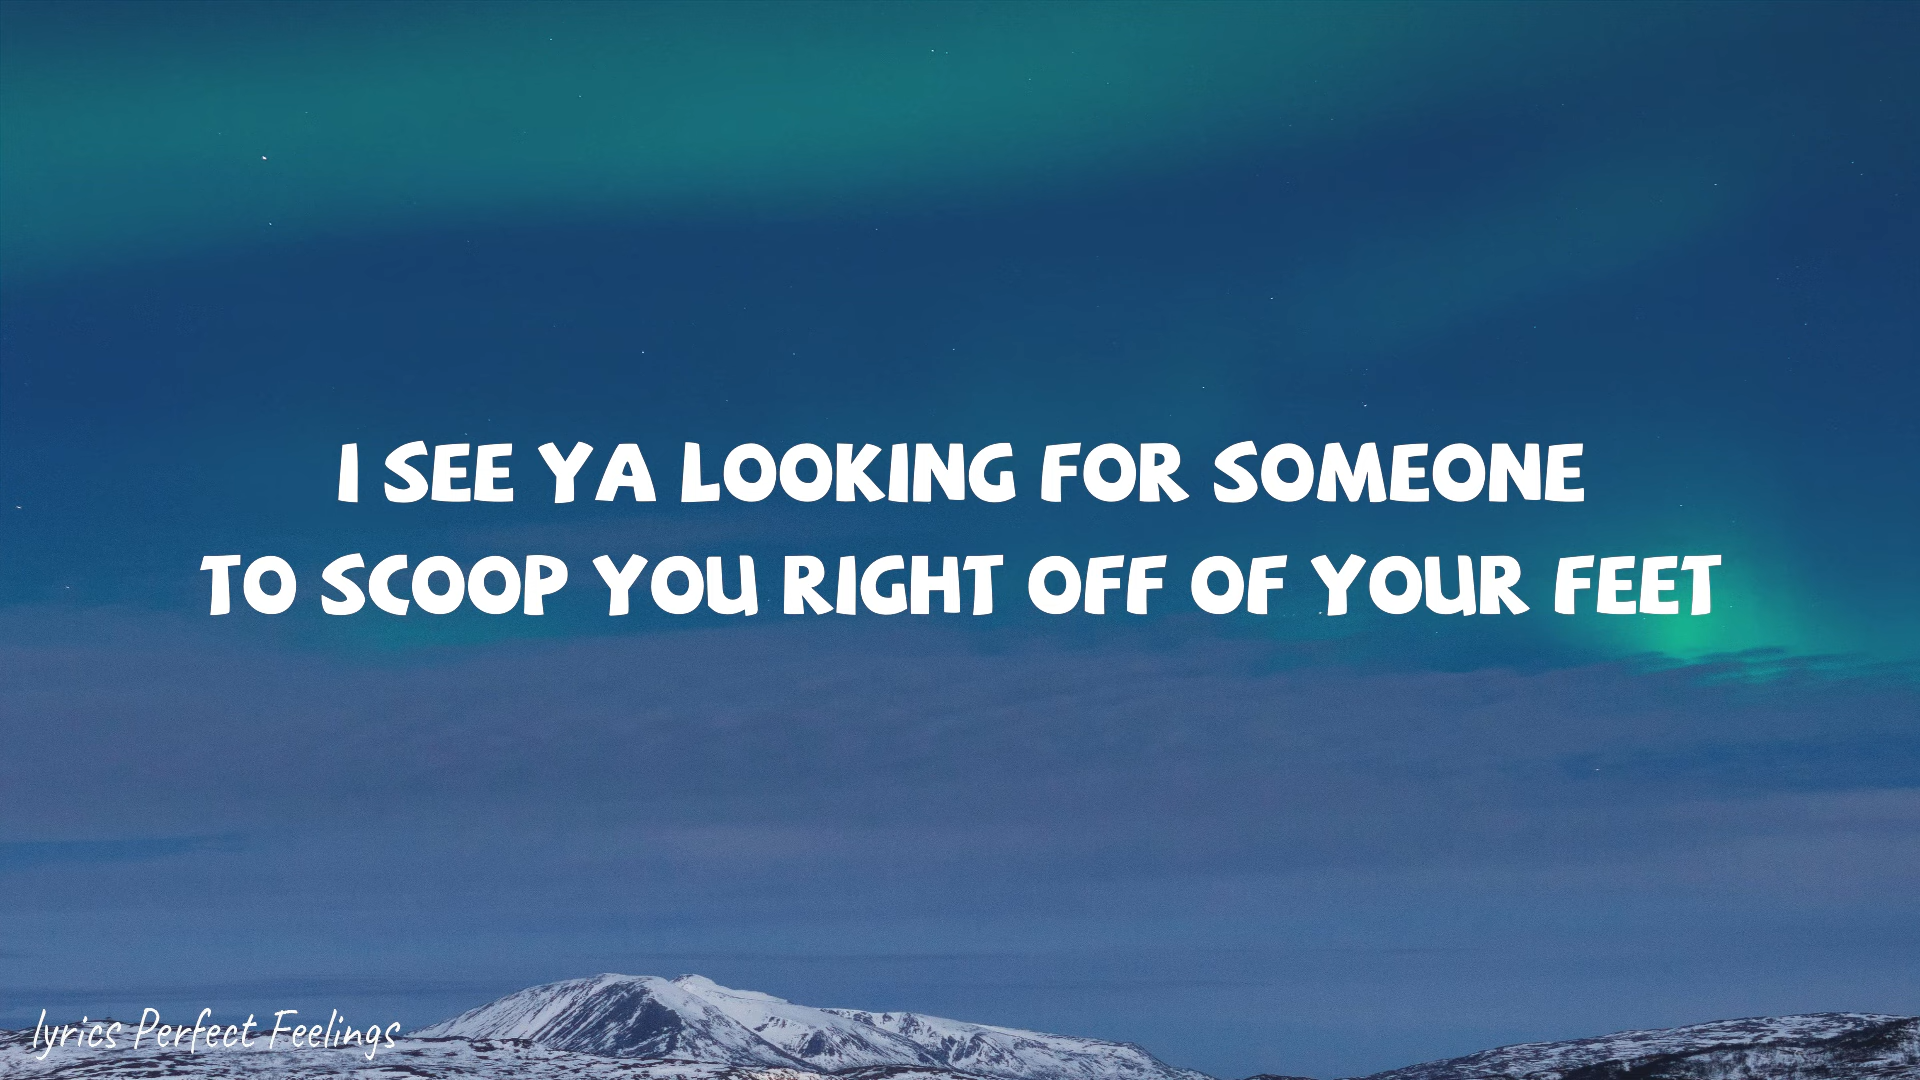 I SEE YA LOOKING FOR SOMEONE
TO SCOOP YOU RIGHT OFF OF YOUR FEET
lyrics Perfect Feelings